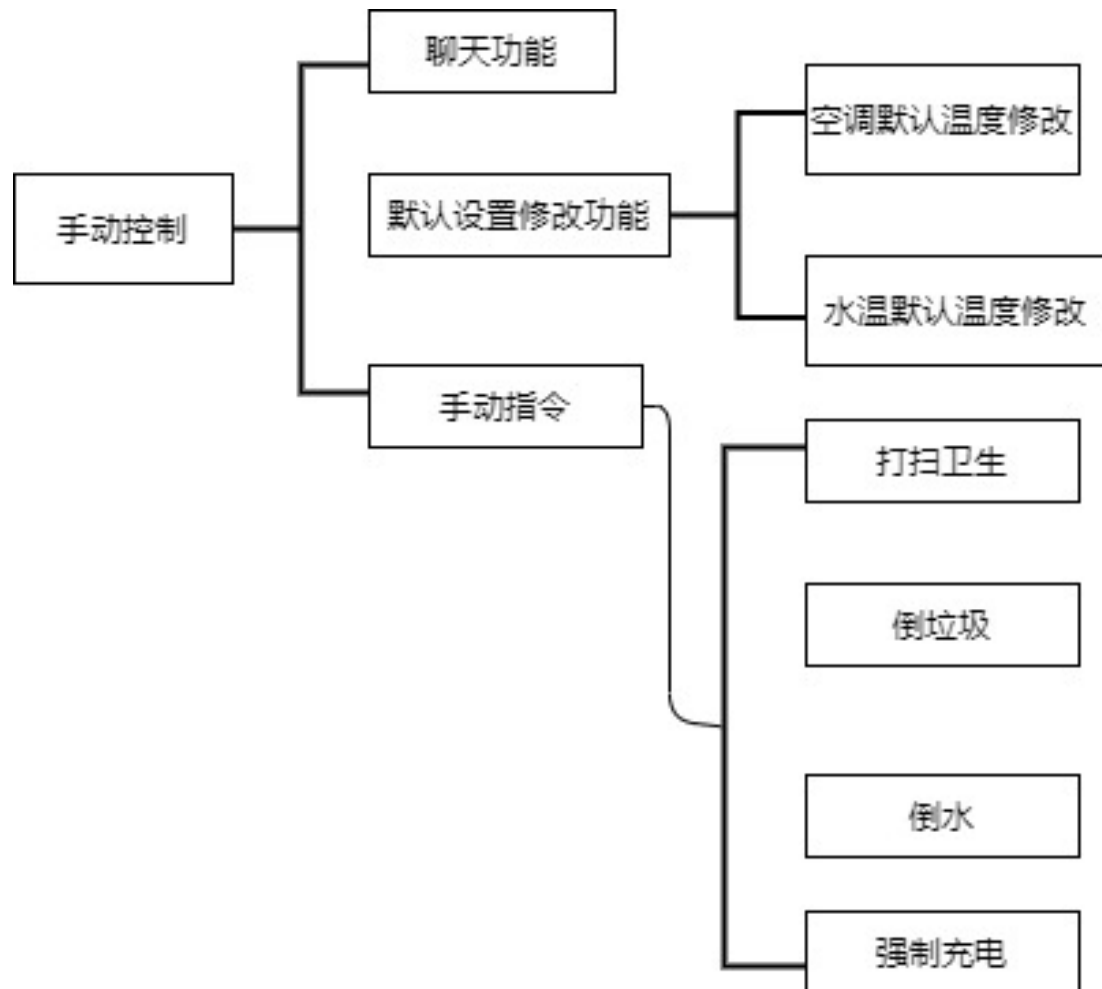 聊天功能
空调默认温度修改
手动控制
默认设置修改功能
水温默认温度修改
手动指令
打扫卫生
倒垃圾
倒水
强制充电